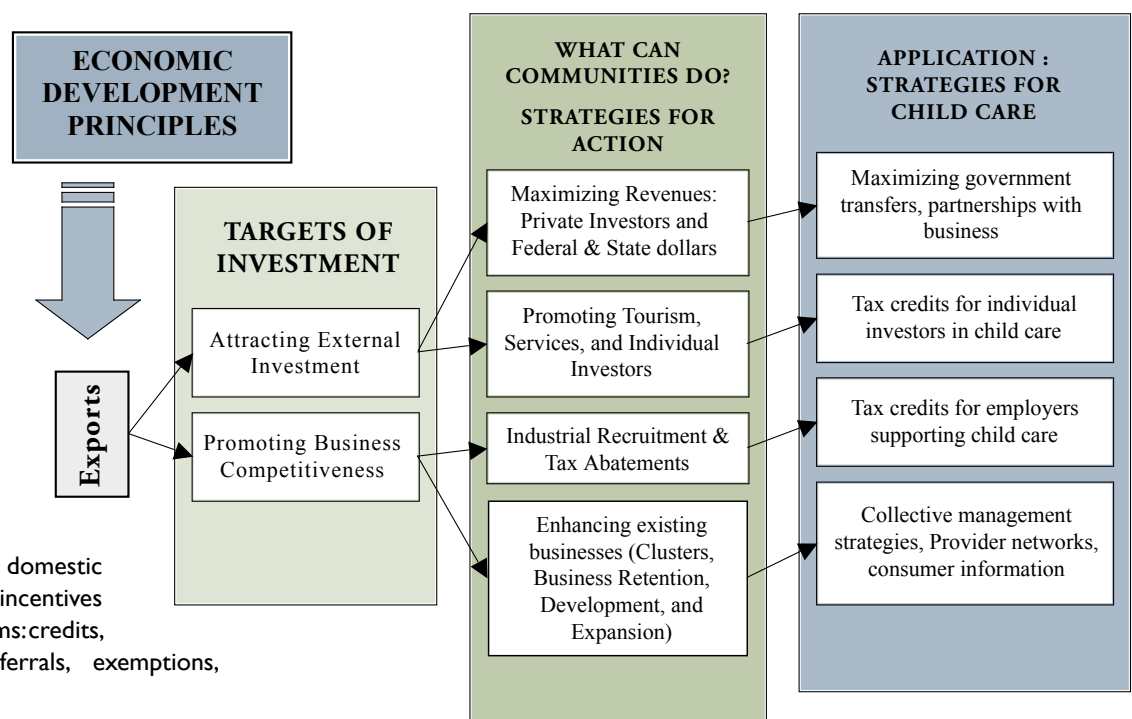 ECONOMIC
DEVELOPMENT
PRINCIPLES
Exports
TARGETS OF
INVESTMENT
Attracting External
Investment
Promoting Business
Competitiveness
WHAT CAN
COMMUNITIES DO?
STRATEGIES FOR
ACTION
Maximizing Revenues:
Private Investors and
Federal & State dollars
Promoting Tourism,
Services, and Individual
Investors
Industrial Recruitment &
Tax Abatements
Enhancing existing
businesses (Clusters,
Business Retention,
Development, and
Expansion)
APPLICATION :
STRATEGIES FOR
CHILD CARE
Maximizing government
transfers, partnerships with
business
Tax credits for individual
investors in child care
Tax credits for employers
supporting child care
Collective management
strategies, Provider networks,
consumer information
domestic
incentives
credits,
exemptions,